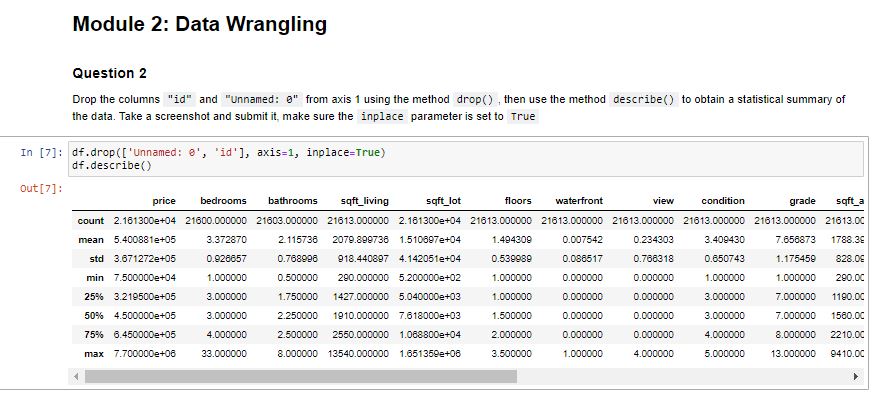 Module 2: Data Wrangling
Question 2
Drop the columns "id" and "Unnamed: 0" from axis 1 using the method drop() , then use the method describe() to obtain a statistical summary of
the data. Take a screenshot and submit it, make sure the inplace parameter is set to True
In [7]: df.drop(['Unnamed: 0', 'id'], axis=1, inplace=True)
df.describe()
Out[7]:
price bedrooms bathrooms sqft_living sqft_lot floors waterfront view condition grade sqft_a
count 2.161300e+04 21600.000000 21603.000000 21613.000000 2.161300e+04 21613.000000 21613.000000 21613.000000 21613.000000 21613.000000 21613.00
mean 5.400881e+05 3.372870 2.115736 2079.899736 1.510697e+04 1.494309 0.007542 0.234303 3.409430 7.656873 1788.39
std 3.671272e+05 0.926657 0.768996 918.440897 4.142051e+04 0.539989 0.086517 0.766318 0.650743 1.175459 828.09
min 7.500000e+04 1.000000 0.500000 290.000000 5.200000e+02 1.000000 0.000000 0.000000 1.000000 1.000000 290.00
25% 3.219500e+05 3.000000 1.750000 1427.000000 5.040000e+03 1.000000 0.000000 0.000000 3.000000 7.000000 1190.00
50% 4.500000e+05 3.000000 2.250000 1910.000000 7.618000e+03 1.500000 0.000000 0.000000 3.000000 7.000000 1560.00
75% 6.450000e+05 4.000000 2.500000 2550.000000 1.068800e+04 2.000000 0.000000 0.000000 4.000000 8.000000 2210.00
max 7.700000e+06 33.000000 8.000000 13540.000000 1.651359e+06 3.500000 1.000000 4.000000 5.000000 13.000000 9410.00